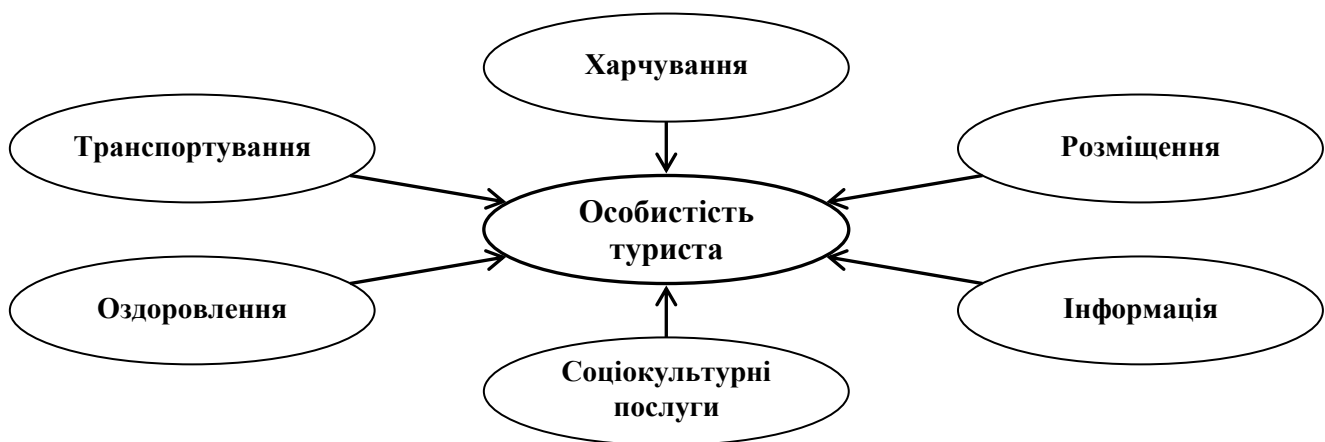 Харчування
Транспортування
Розміщення
Особистість
туриста
Оздоровлення
Інформація
Соціокультурні
послуги